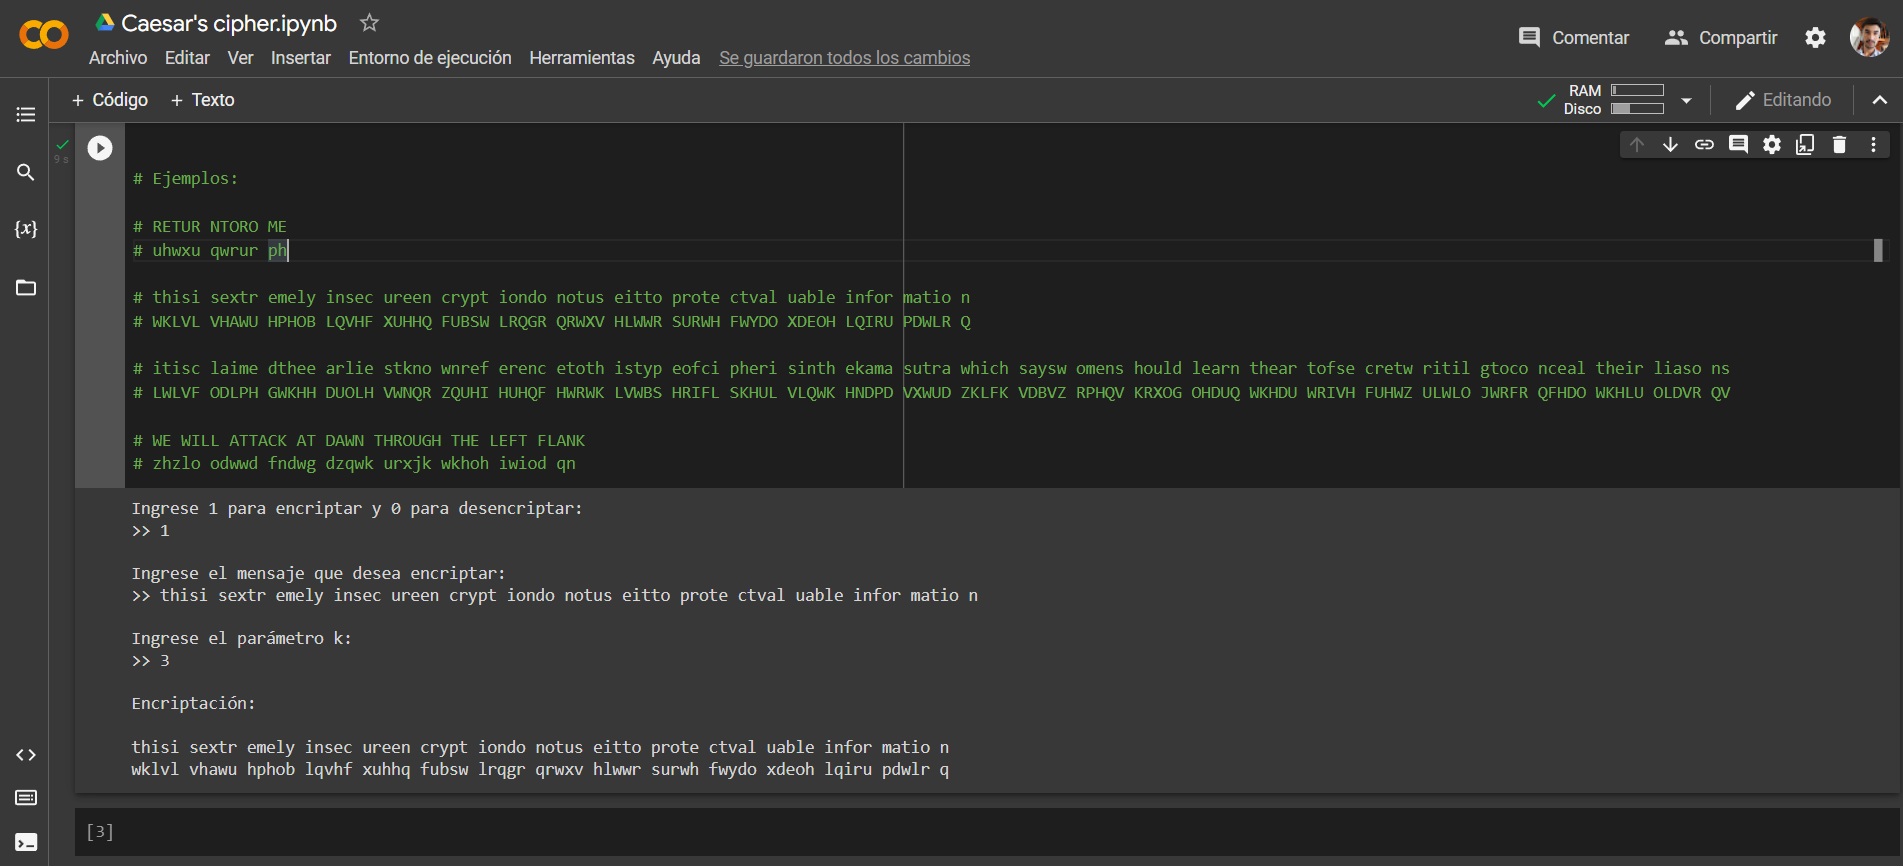 Caesar's cipher.ipynb
Archivo Editar Ver Insertar Entorno de ejecución Herramientas Ayuda Se guardaron todos los cambios
Comentar Compartir
+ Código + Texto
RAM
Disco
Editando
9 s
# Ejemplos:
# RETUR NTORO ME
# uhwxu qwrur ph
# thisi sextr emely insec ureen crypt iondo notus eitto prote ctval uable infor matio n
# WKLVL VHAWU HPHOB LQVHF XUHHQ FUBSW LRQGR QRWXV HLWWR SURWH FWYDO XDEOH LQIRU PDWLR Q
# itisc laime dthee arlie stkno wnref erenc etoth istyp eofci pheri sinth ekama sutra which saysw omens hould learn thear tofse cretw ritil gtoco nceal their liaso ns
# LWLVF ODLPH GWKHH DUOLH VWNQR ZQUHI HUHQF HWRWK LVWBS HRIFL SKHUL VLQWK HNDPD VXWUD ZKLFK VDBVZ RPHQV KRXOG OHDUQ WKHDU WRIVH FUHWZ ULWLO JWRFR QFHDO WKHLU OLDVR QV
# WE WILL ATTACK AT DAWN THROUGH THE LEFT FLANK
# zhzlo odwwd fndwg dzqwk urxjk wkhoh iwiod qn
Ingrese 1 para encriptar y 0 para desencriptar:
>> 1
Ingrese el mensaje que desea encriptar:
>> thisi sextr emely insec ureen crypt iondo notus eitto prote ctval uable infor matio n
Ingrese el parámetro k:
>> 3
Encriptación:
thisi sextr emely insec ureen crypt iondo notus eitto prote ctval uable infor matio n
wklvl vhawu hphob lqvhf xuhhq fubsw lrqgr qrwxv hlwwr surwh fwydo xdeoh lqiru pdwlr q
[3]